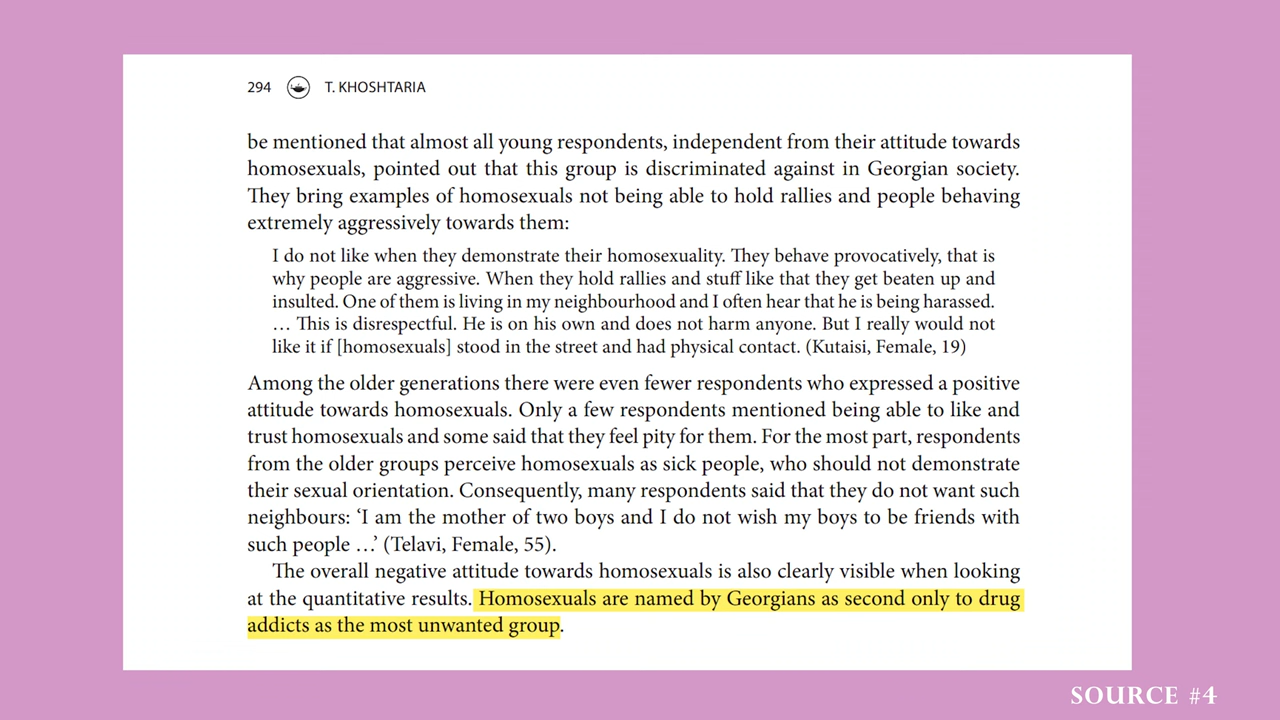 294 T. KHOSHTARIA
be mentioned that almost all young respondents, independent from their attitude towards
homosexuals, pointed out that this group is discriminated against in Georgian society.
They bring examples of homosexuals not being able to hold rallies and people behaving
extremely aggressively towards them:
I do not like when they demonstrate their homosexuality. They behave provocatively, that is
why people are aggressive. When they hold rallies and stuff like that they get beaten up and
insulted. One of them is living in my neighbourhood and I often hear that he is being harassed.
… This is disrespectful. He is on his own and does not harm anyone. But I really would not
like it if [homosexuals] stood in the street and had physical contact. (Kutaisi, Female, 19)
Among the older generations there were even fewer respondents who expressed a positive
attitude towards homosexuals. Only a few respondents mentioned being able to like and
trust homosexuals and some said that they feel pity for them. For the most part, respondents
from the older groups perceive homosexuals as sick people, who should not demonstrate
their sexual orientation. Consequently, many respondents said that they do not want such
neighbours: ‘I am the mother of two boys and I do not wish my boys to be friends with
such people …’ (Telavi, Female, 55).
The overall negative attitude towards homosexuals is also clearly visible when looking
at the quantitative results. Homosexuals are named by Georgians as second only to drug
addicts as the most unwanted group.
SOURCE #4